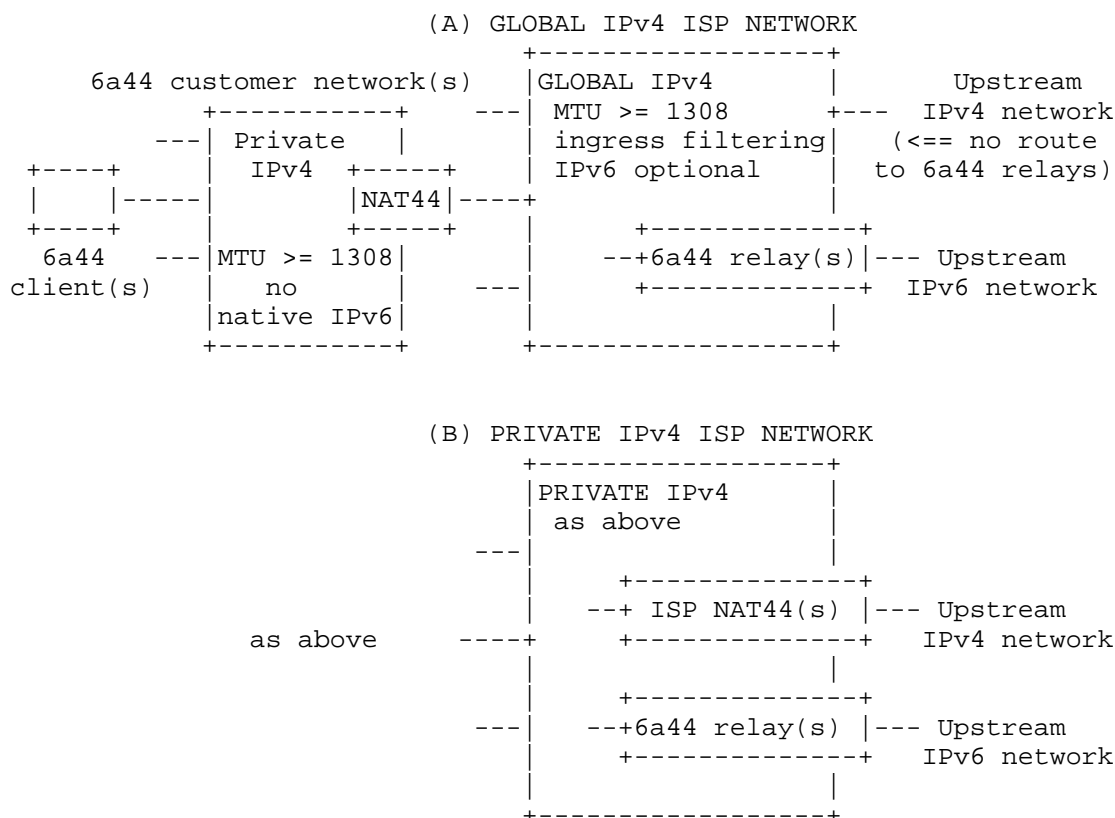 (A) GLOBAL IPv4 ISP NETWORK
+------------------+
6a44 customer network(s) |GLOBAL IPv4 | Upstream
+-----------+ ---| MTU >= 1308 +--- IPv4 network
---| Private | | ingress filtering| (<== no route
+----+ | IPv4 +-----+ | IPv6 optional | to 6a44 relays)
| |-----| |NAT44|----+ |
+----+ | +-----+ | +-------------+
6a44 ---|MTU >= 1308| | --+6a44 relay(s)|--- Upstream
client(s) | no | ---| +-------------+ IPv6 network
|native IPv6| | |
+-----------+ +------------------+
(B) PRIVATE IPv4 ISP NETWORK
+------------------+
|PRIVATE IPv4 |
| as above |
---| |
| +--------------+
| --+ ISP NAT44(s) |--- Upstream
as above ----+ +--------------+ IPv4 network
| |
| +--------------+
---| --+6a44 relay(s) |--- Upstream
| +--------------+ IPv6 network
| |
+------------------+